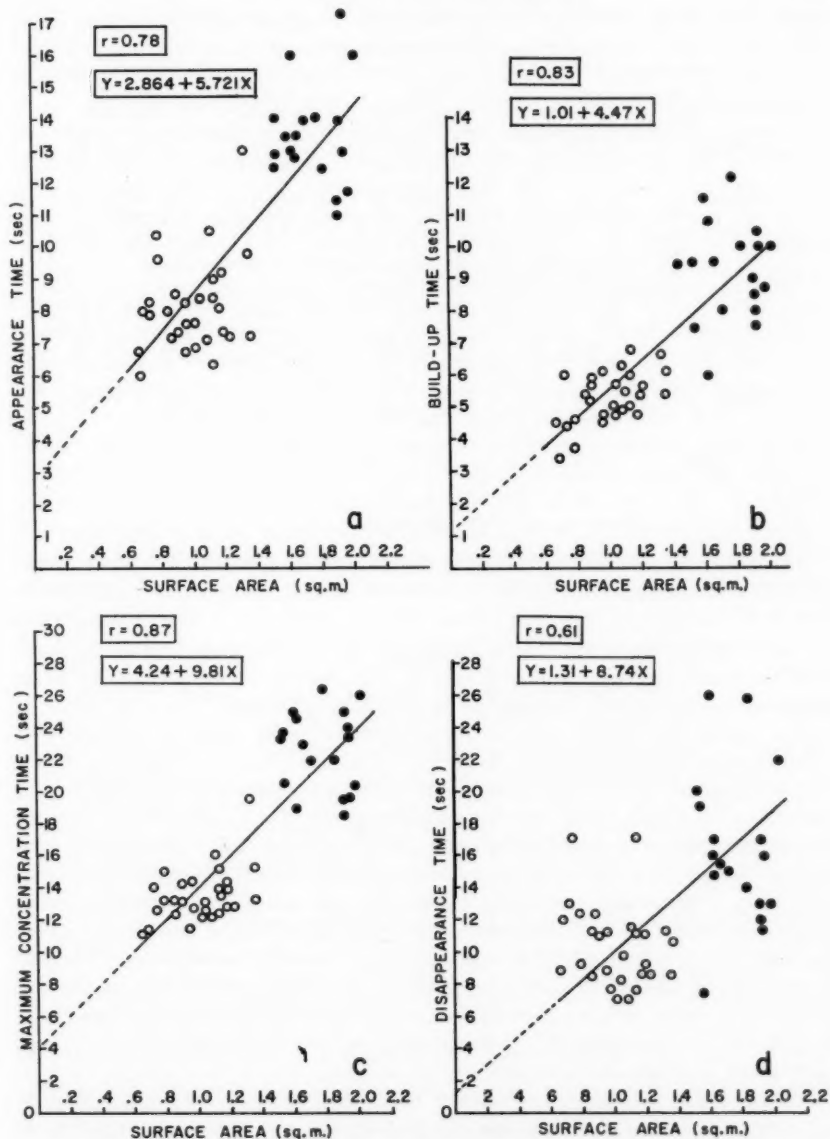 r=0.78
Y=2.864+5.721X
17
16
15
14
13
12
11
10
9
8
7
6
5
4
3
2
1
APPEARANCE TIME (sec)
.2 .4 .6 .8 1.0 1.2 1.4 1.6 1.8 2.0 2.2
SURFACE AREA (sq.m.)
a
r=0.83
Y=1.01+4.47X
14
13
12
11
10
9
8
7
6
5
4
3
2
1
BUILD-UP TIME (sec)
.2 .4 .6 .8 1.0 1.2 1.4 1.6 1.8 2.0
SURFACE AREA (sq.m.)
b
r=0.87
Y=4.24+9.81X
30
28
26
24
22
20
18
16
14
12
10
8
6
4
2
0
MAXIMUM CONCENTRATION TIME (sec)
.2 .4 .6 .8 1.0 1.2 1.4 1.6 1.8 2.0 2.2
SURFACE AREA (sq.m.)
c
r=0.61
Y=1.31+8.74X
28
26
24
22
20
18
16
14
12
10
8
6
4
2
0
DISAPPEARANCE TIME (sec)
2 .4 .6 .8 1.0 1.2 1.4 1.6 1.8 2.0 2.2
SURFACE AREA (sq.m.)
d